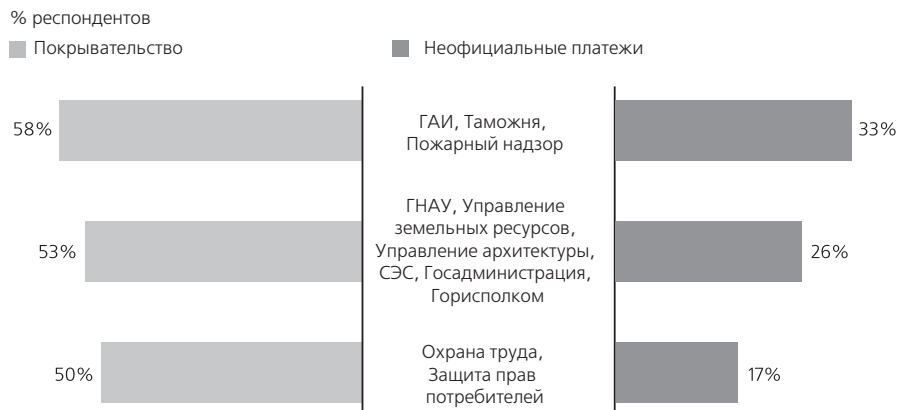 % респондентов
Покрывательство
Неофициальные платежи
58%
ГАИ, Таможня,
Пожарный надзор
33%
53%
ГНАУ, Управление
земельных ресурсов,
Управление архитектуры,
СЭС, Госадминистрация,
Горисполком
26%
50%
Охрана труда,
Защита прав
потребителей
17%